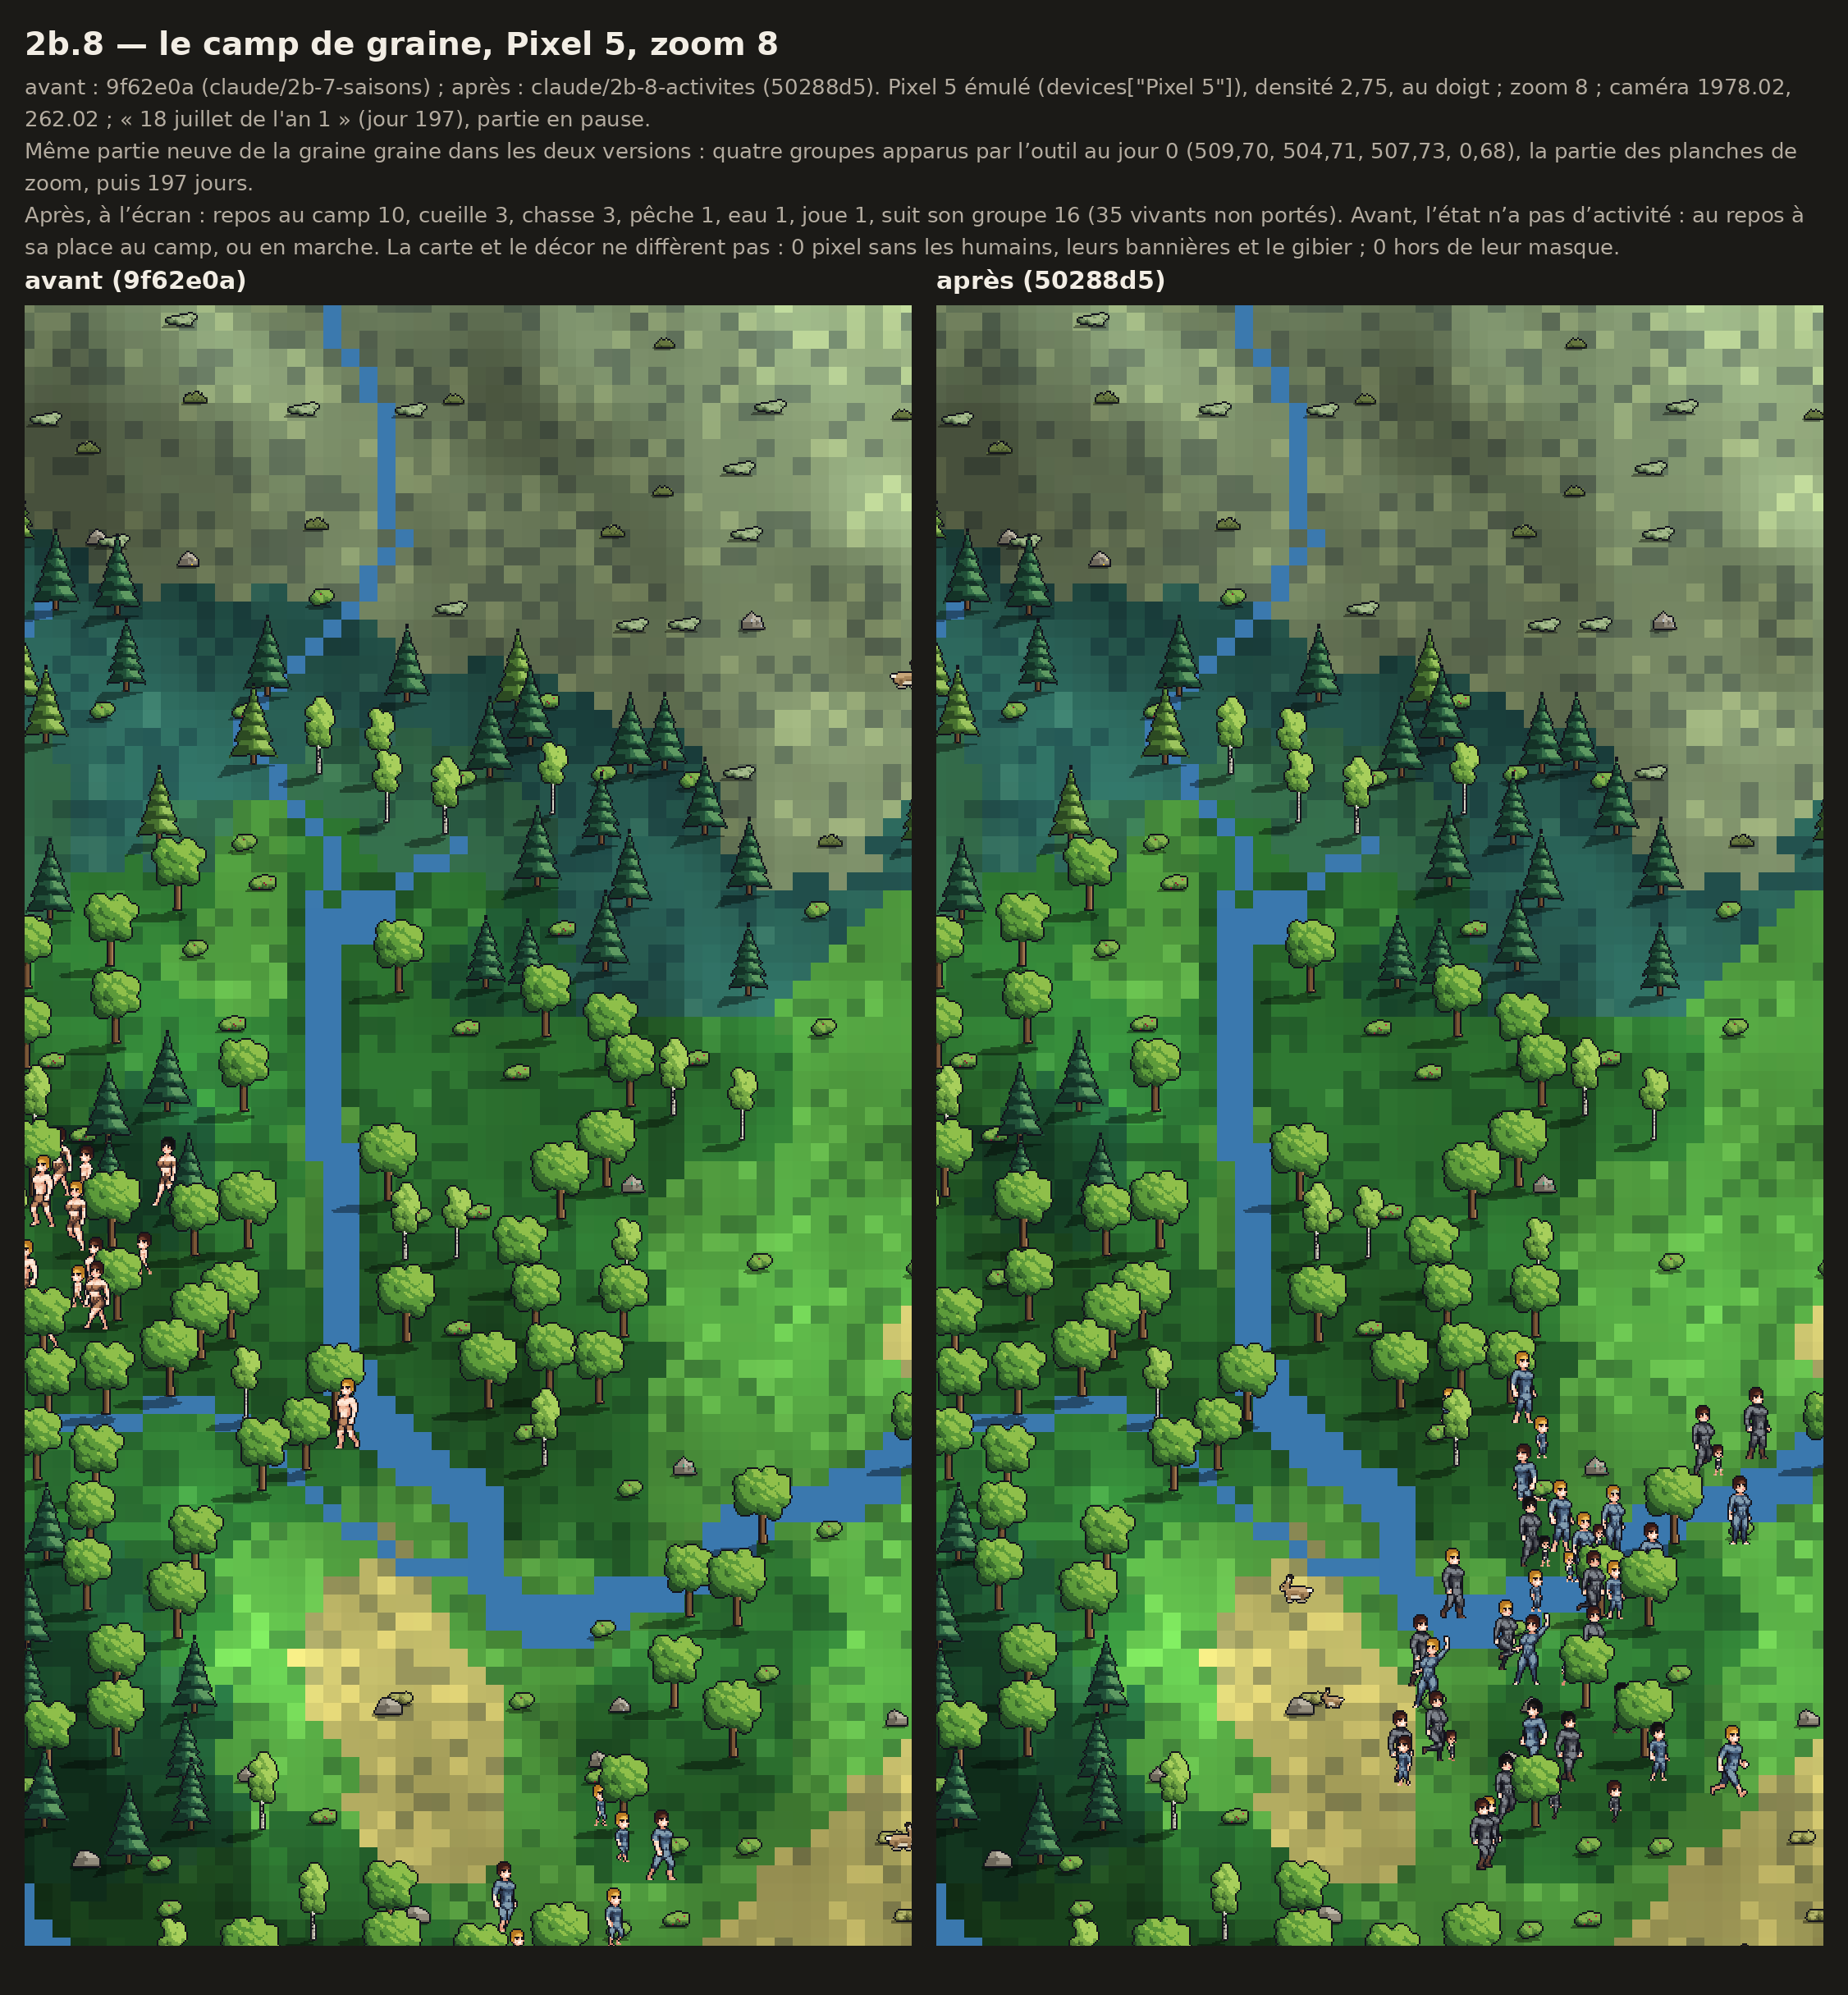 2b.8 — le camp de graine, Pixel 5, zoom 8
avant : 9f62e0a (claude/2b-7-saisons) ; après : claude/2b-8-activites (50288d5). Pixel 5 émulé (devices["Pixel 5"]), densité 2,75, au doigt ; zoom 8 ; caméra 1978.02,
262.02 ; « 18 juillet de l'an 1 » (jour 197), partie en pause.
Même partie neuve de la graine graine dans les deux versions : quatre groupes apparus par l’outil au jour 0 (509,70, 504,71, 507,73, 0,68), la partie des planches de
zoom, puis 197 jours.
Après, à l’écran : repos au camp 10, cueille 3, chasse 3, pêche 1, eau 1, joue 1, suit son groupe 16 (35 vivants non portés). Avant, l’état n’a pas d’activité : au repos à
sa place au camp, ou en marche. La carte et le décor ne diffèrent pas : 0 pixel sans les humains, leurs bannières et le gibier ; 0 hors de leur masque.
avant (9f62e0a)
après (50288d5)